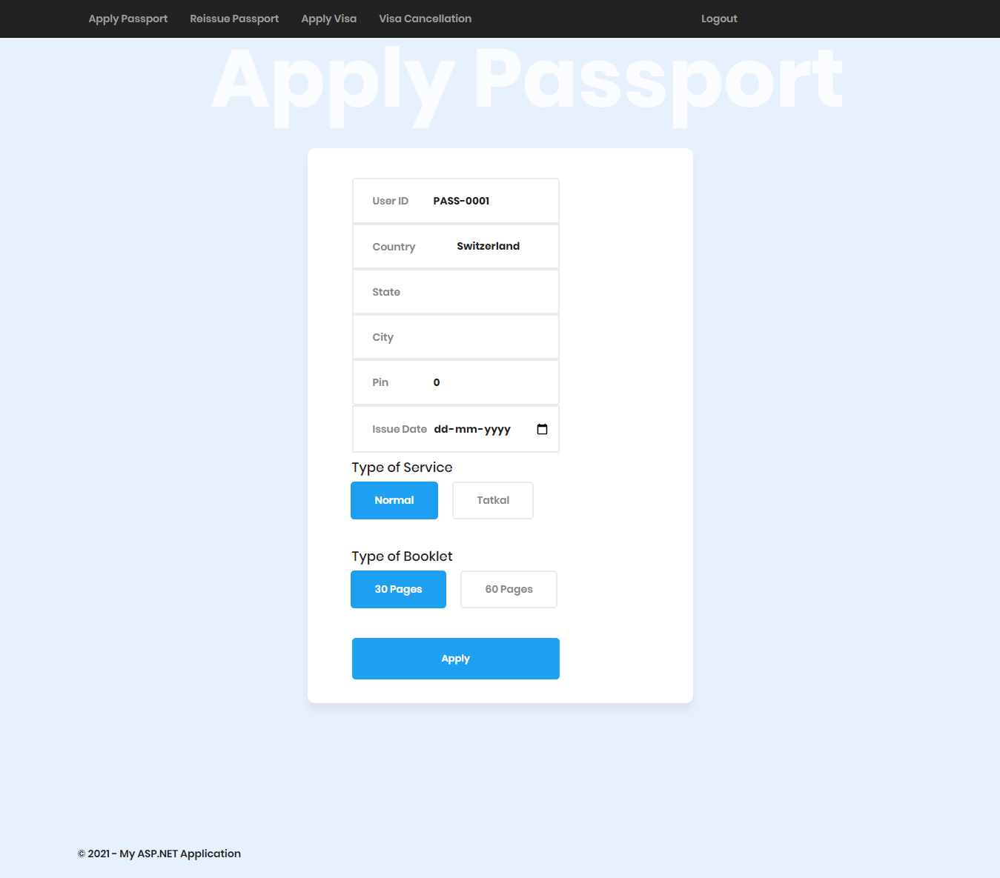 Apply Passport Reissue Passport Apply Visa Visa Cancellation Logout
Apply Passport
User ID PASS-0001
Country Switzerland
State
City
Pin 0
Issue Date dd-mm-yyyy
Type of Service
Normal Tatkal
Type of Booklet
30 Pages 60 Pages
Apply
© 2021 - My ASP.NET Application